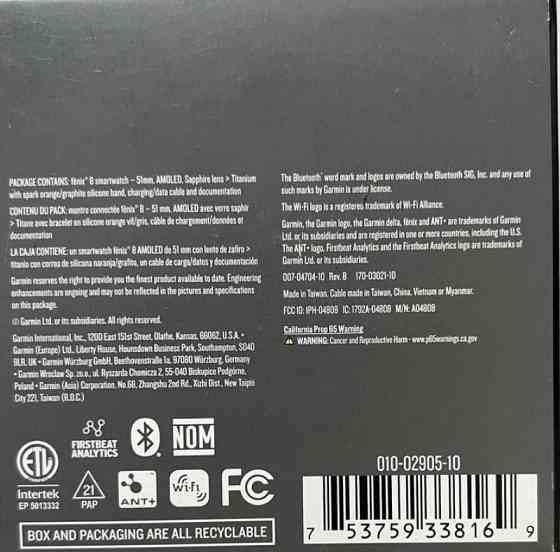 PACKAGE CONTAINS: fēnix® 8 smartwatch – 51mm, AMOLED, Sapphire lens > Titanium
with spark orange/graphite silicone band, charging/data cable and documentation
CONTENU DU PACK: montre connectée fēnix® 8 – 51 mm, AMOLED avec verre saphir
> Titane avec bracelet en silicone orange vif/gris, câble de chargement/données et
documentation
LA CAJA CONTIENE: un smartwatch fēnix® 8 AMOLED de 51 mm con lente de zafiro >
titanio con correa de silicona naranja/grafito, un cable de carga/datos y documentación
Garmin reserves the right to provide you the finest product available to date. Engineering
enhancements are ongoing and may not be reflected in the pictures and specifications
on this package.
© Garmin Ltd. or its subsidiaries. All rights reserved.
Garmin International, Inc., 1200 East 151st Street, Olathe, Kansas, 66062, U.S.A. •
Garmin (Europe) Ltd., Liberty House, Hounsdown Business Park, Southampton, SO40
9LR, UK • Garmin Würzburg GmbH, Beethovenstraße 1a, 97080 Würzburg, Germany
• Garmin Wroclaw Sp. zo.o., ul. Ryszarda Chomicza 2, 55-040 Biskupice Podgórne,
Poland • Garmin (Asia) Corporation, No.68, Zhangshu 2nd Rd., Xizhi Dist., New Taipei
City 221, Taiwan (R.O.C.)
The Bluetooth® word mark and logos are owned by the Bluetooth SIG, Inc. and any use of
such marks by Garmin is under license.
The Wi-Fi logo is a registered trademark of Wi-Fi Alliance.
Garmin, the Garmin logo, the Garmin delta, fēnix and ANT+ are trademarks of Garmin
Ltd. or its subsidiaries and are registered in one or more countries, including the U.S.
The ANT+ logo, Firstbeat Analytics and the Firstbeat Analytics logo are trademarks of
Garmin Ltd. or its subsidiaries.
007-04704-10 Rev. B 170-03021-10
Made in Taiwan. Cable made in Taiwan, China, Vietnam or Myanmar.
FCC ID: IPH-04808 IC: 1792A-04808 M/N: A04808
California Prop 65 Warning
WARNING: Cancer and Reproductive Harm - www.p65warnings.ca.gov
ETL
Intertek
EP 5013332
FIRSTBEAT
ANALYTICS
NOM
21
PAP
ANT+
Wi-Fi
FC
BOX AND PACKAGING ARE ALL RECYCLABLE
010-02905-10
7 53759 33816 9